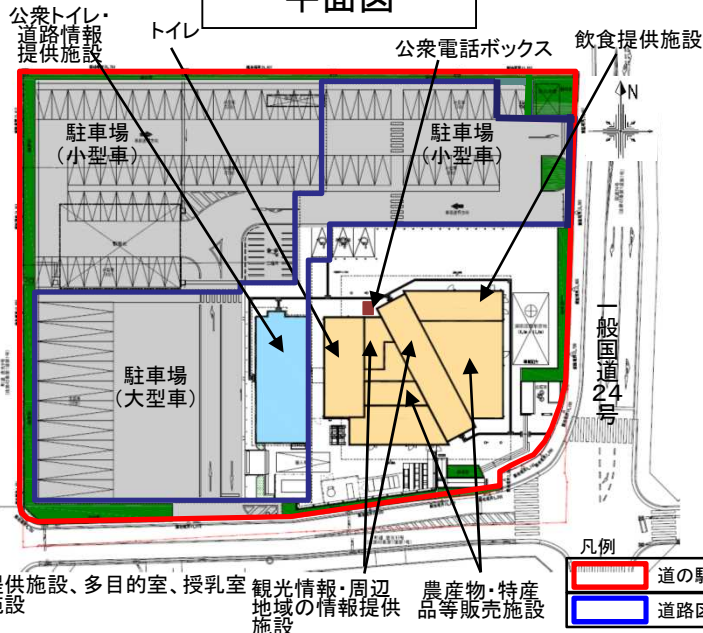 平面図
公衆トイレ・
道路情報
提供施設
トイレ
公衆電話ボックス
飲食提供施設
N
駐車場
（小型車）
駐車場
（小型車）
駐車場
（大型車）
一般国道24号
提供施設、多目的室、授乳室
施設
観光情報・周辺
地域の情報提供
施設
農産物・特産
品等販売施設
凡例
道の駅
道路区